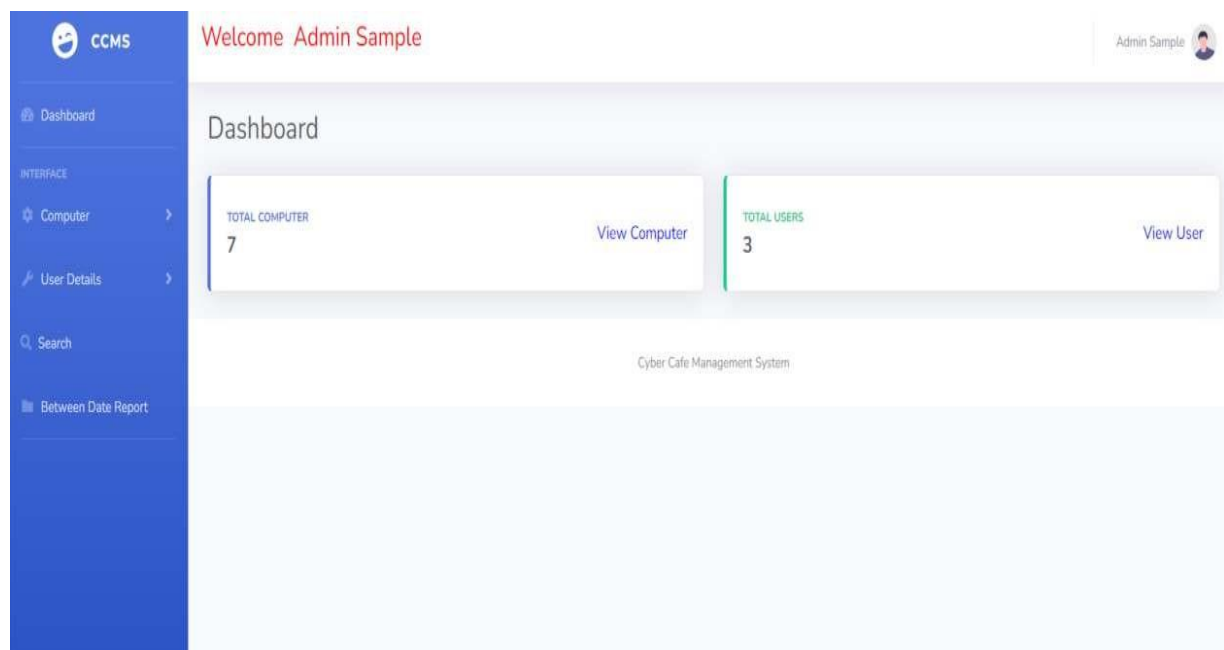 CCMS
Welcome Admin Sample
Admin Sample
Dashboard
INTERFACE
Computer
User Details
Search
Between Date Report
Dashboard
TOTAL COMPUTER
7
View Computer
TOTAL USERS
3
View User
Cyber Cafe Management System